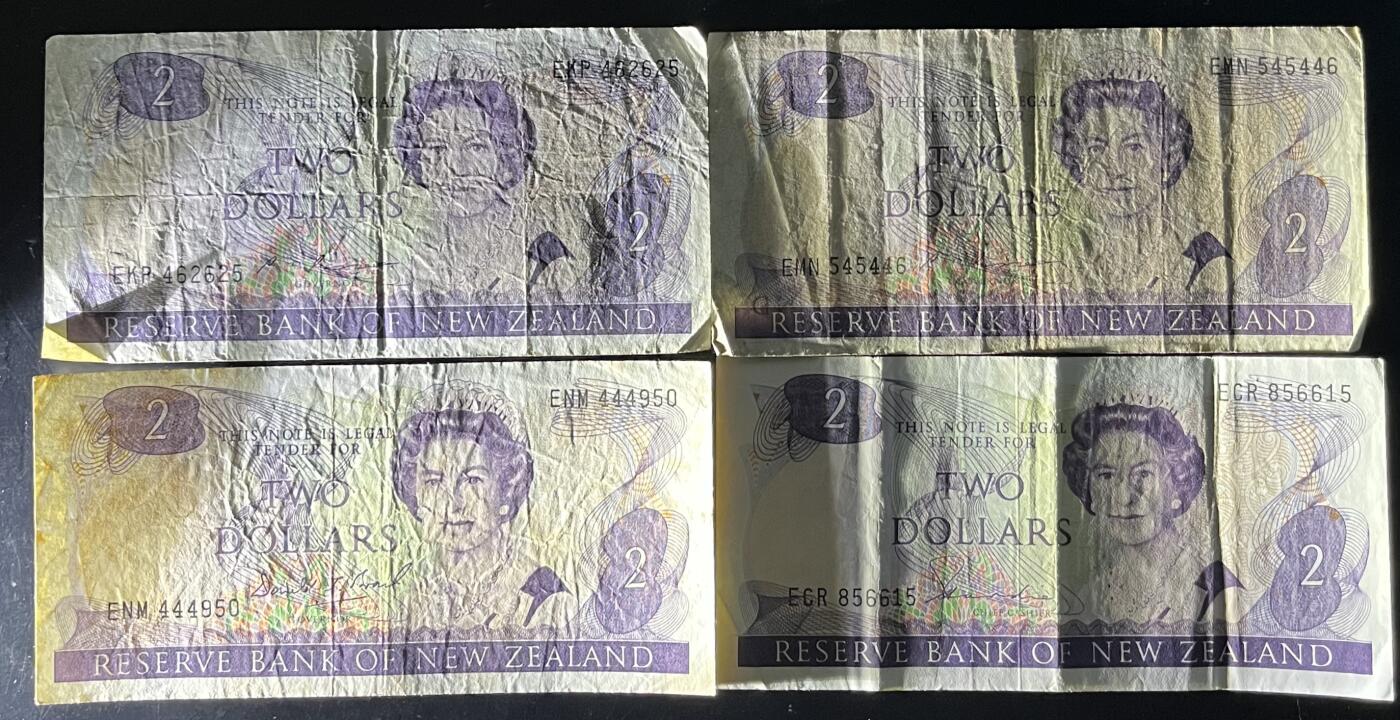 2
EKP 462625
THIS NOTE IS LEGAL
TENDER FOR
TWO
DOLLARS
2
EKP 462625
RESERVE BANK OF NEW ZEALAND
2
EMN 545446
THIS NOTE IS LEGAL
TENDER FOR
TWO
DOLLARS
2
EMN 545446
RESERVE BANK OF NEW ZEALAND
2
ENM 444950
THIS NOTE IS LEGAL
TENDER FOR
TWO
DOLLARS
2
ENM 444950
RESERVE BANK OF NEW ZEALAND
2
ECR 856615
THIS NOTE IS LEGAL
TENDER FOR
TWO
DOLLARS
2
ECR 856615
CHIEF CASHIER
RESERVE BANK OF NEW ZEALAND